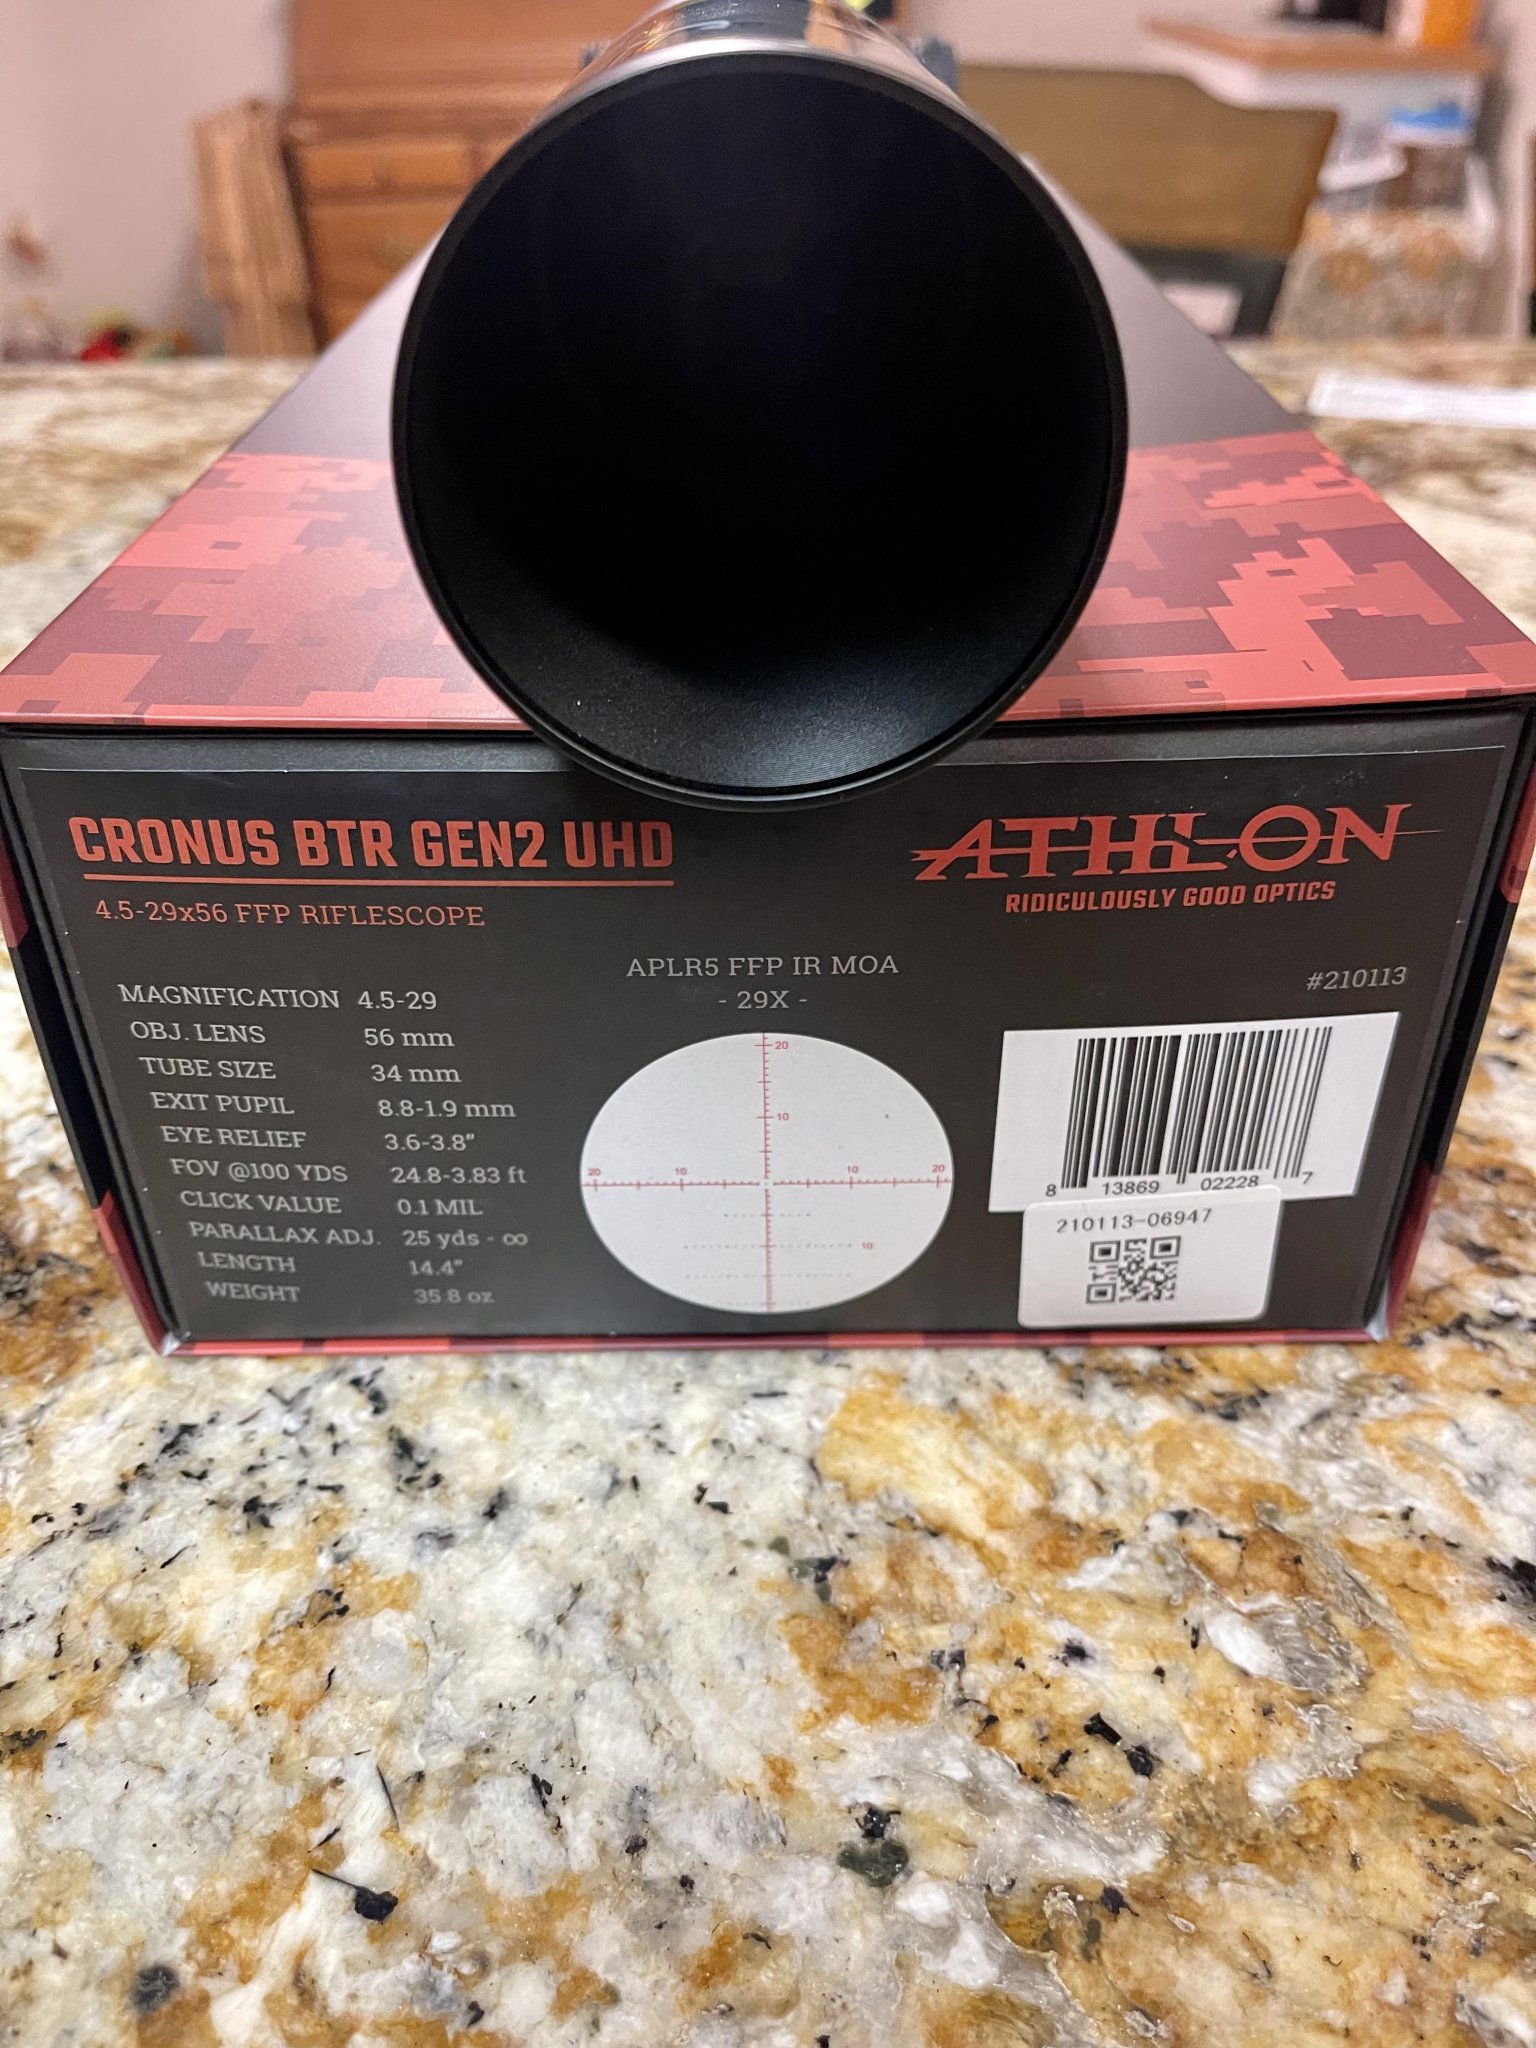 CRONUS BTR GEN2 UHD
4.5-29x56 FFP RIFLESCOPE
ATHLON
RIDICULOUSLY GOOD OPTICS
MAGNIFICATION 4.5-29
OBJ. LENS 56 mm
TUBE SIZE 34 mm
EXIT PUPIL 8.8-1.9 mm
EYE RELIEF 3.6-3.8"
FOV @100 YDS 24.8-3.83 ft
CLICK VALUE 0.1 MIL
PARALLAX ADJ. 25 yds - ∞
LENGTH 14.4"
WEIGHT 35.8 oz
APLR5 FFP IR MOA
- 29X -
20
10
20 10 10 20
10
#210113
8 13869 02228 7
210113-06947